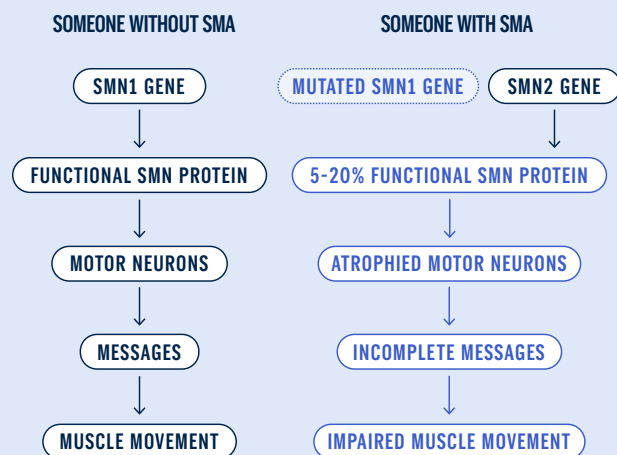 SOMEONE WITHOUT SMA
SMN1 GENE
FUNCTIONAL SMN PROTEIN
MOTOR NEURONS
MESSAGES
MUSCLE MOVEMENT
SOMEONE WITH SMA
MUTATED SMN1 GENE
SMN2 GENE
5-20% FUNCTIONAL SMN PROTEIN
ATROPHIED MOTOR NEURONS
INCOMPLETE MESSAGES
IMPAIRED MUSCLE MOVEMENT